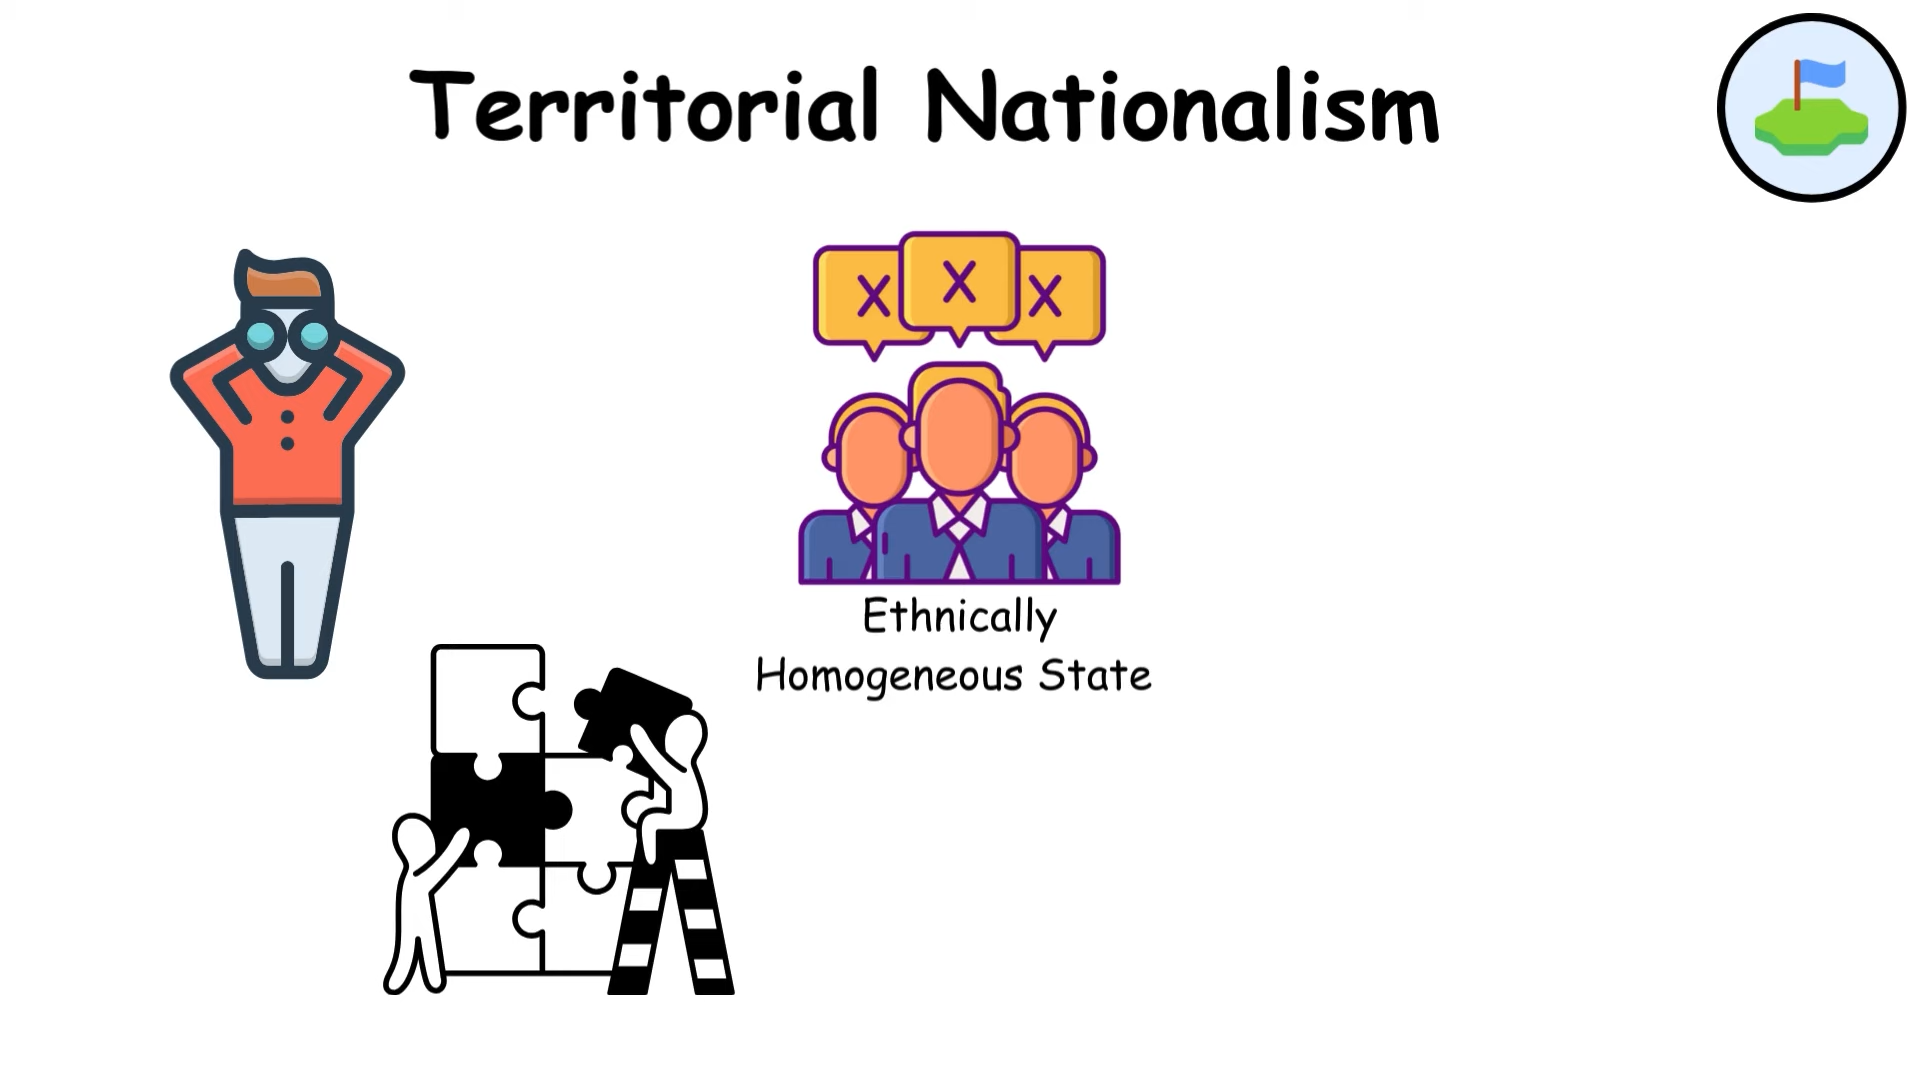 Territorial Nationalism
X X X
Ethnically
Homogeneous State